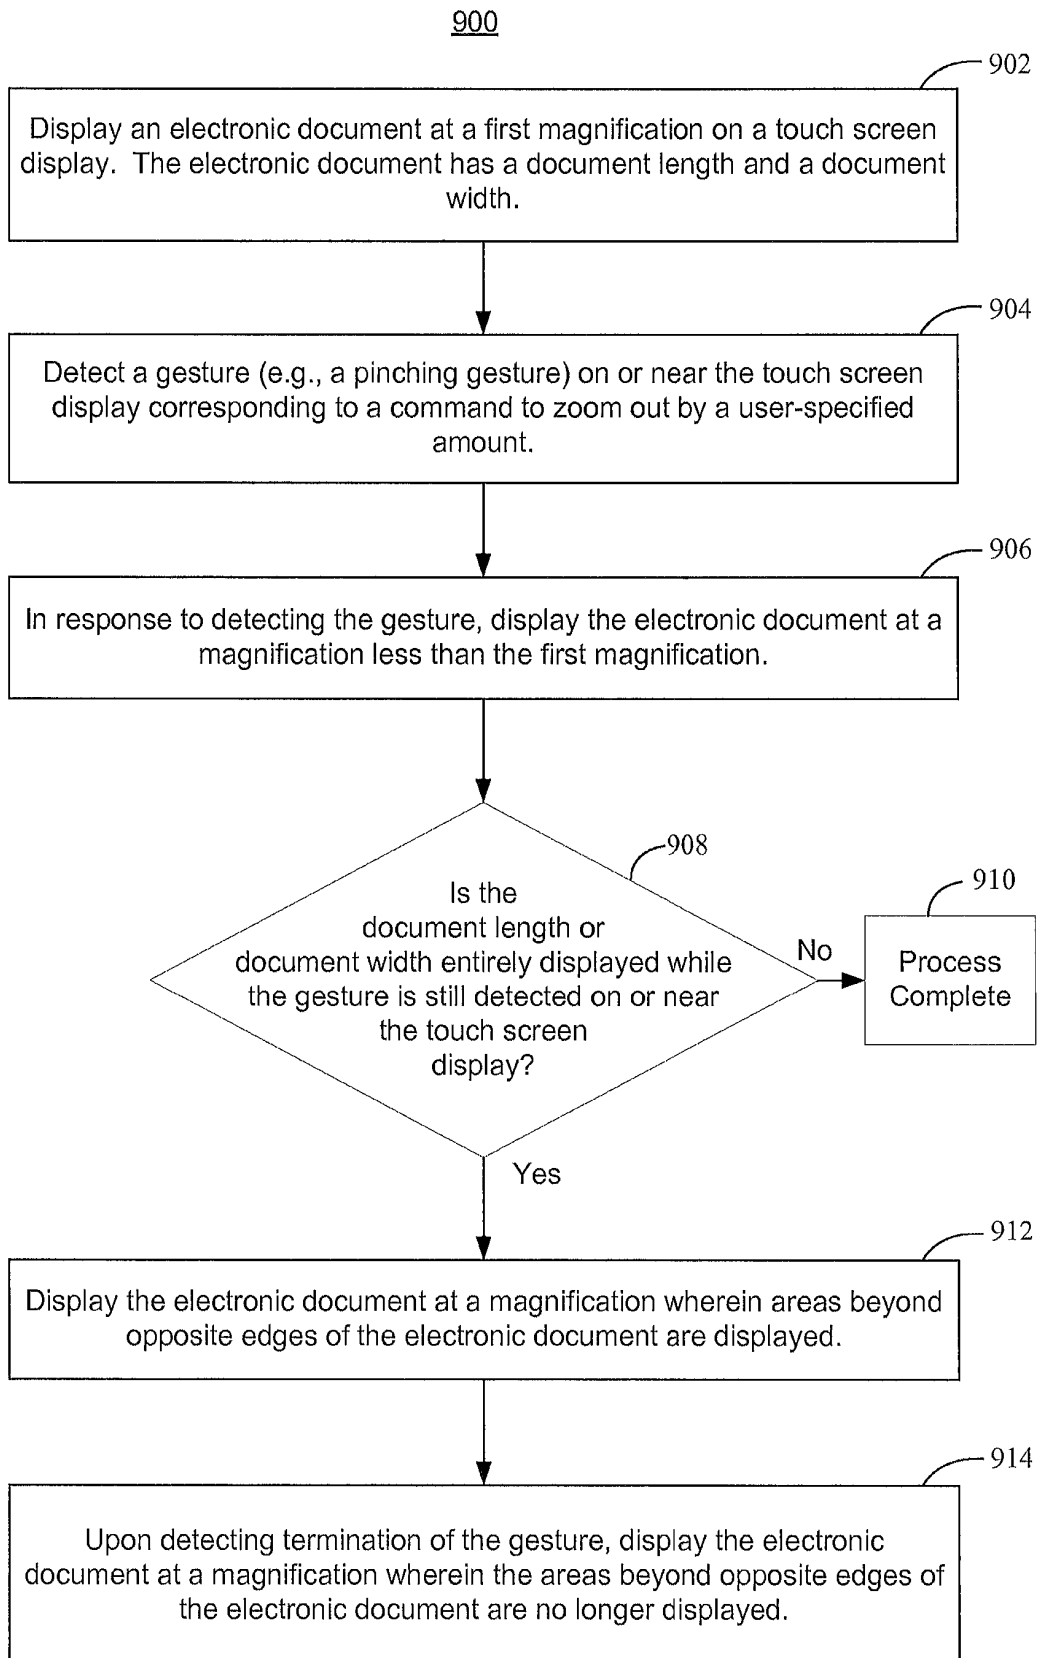 900
902
Display an electronic document at a first magnification on a touch screen
display. The electronic document has a document length and a document
width.
904
Detect a gesture (e.g., a pinching gesture) on or near the touch screen
display corresponding to a command to zoom out by a user-specified
amount.
906
In response to detecting the gesture, display the electronic document at a
magnification less than the first magnification.
908
Is the
document length or
document width entirely displayed while
the gesture is still detected on or near
the touch screen
display?
No
910
Process
Complete
Yes
912
Display the electronic document at a magnification wherein areas beyond
opposite edges of the electronic document are displayed.
914
Upon detecting termination of the gesture, display the electronic
document at a magnification wherein the areas beyond opposite edges of
the electronic document are no longer displayed.